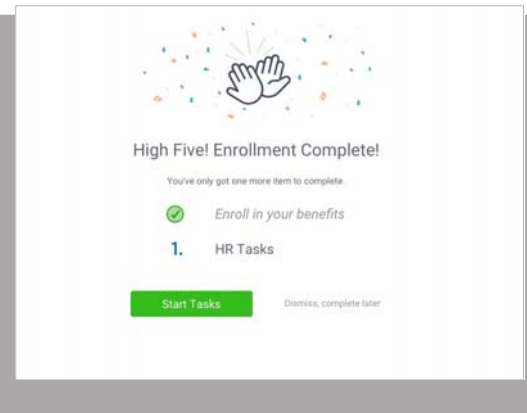 High Five! Enrollment Complete!
You've only got one more item to complete.
Enroll in your benefits
1. HR Tasks
Start Tasks Dismiss, complete later